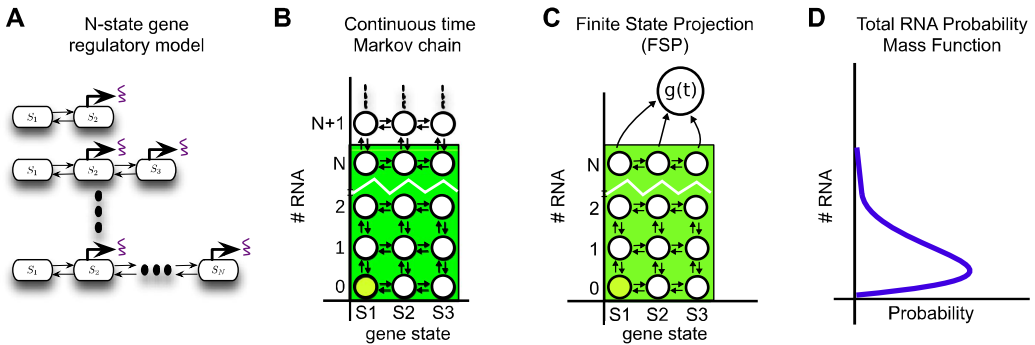 A
N-state gene
regulatory model
S1
S2
S1
S2
S3
S1
S2
SN
B
Continuous time
Markov chain
N+1
N
2
1
0
# RNA
S1 S2 S3
gene state
C
Finite State Projection
(FSP)
g(t)
N
2
1
0
# RNA
S1 S2 S3
gene state
D
Total RNA Probability
Mass Function
# RNA
Probability